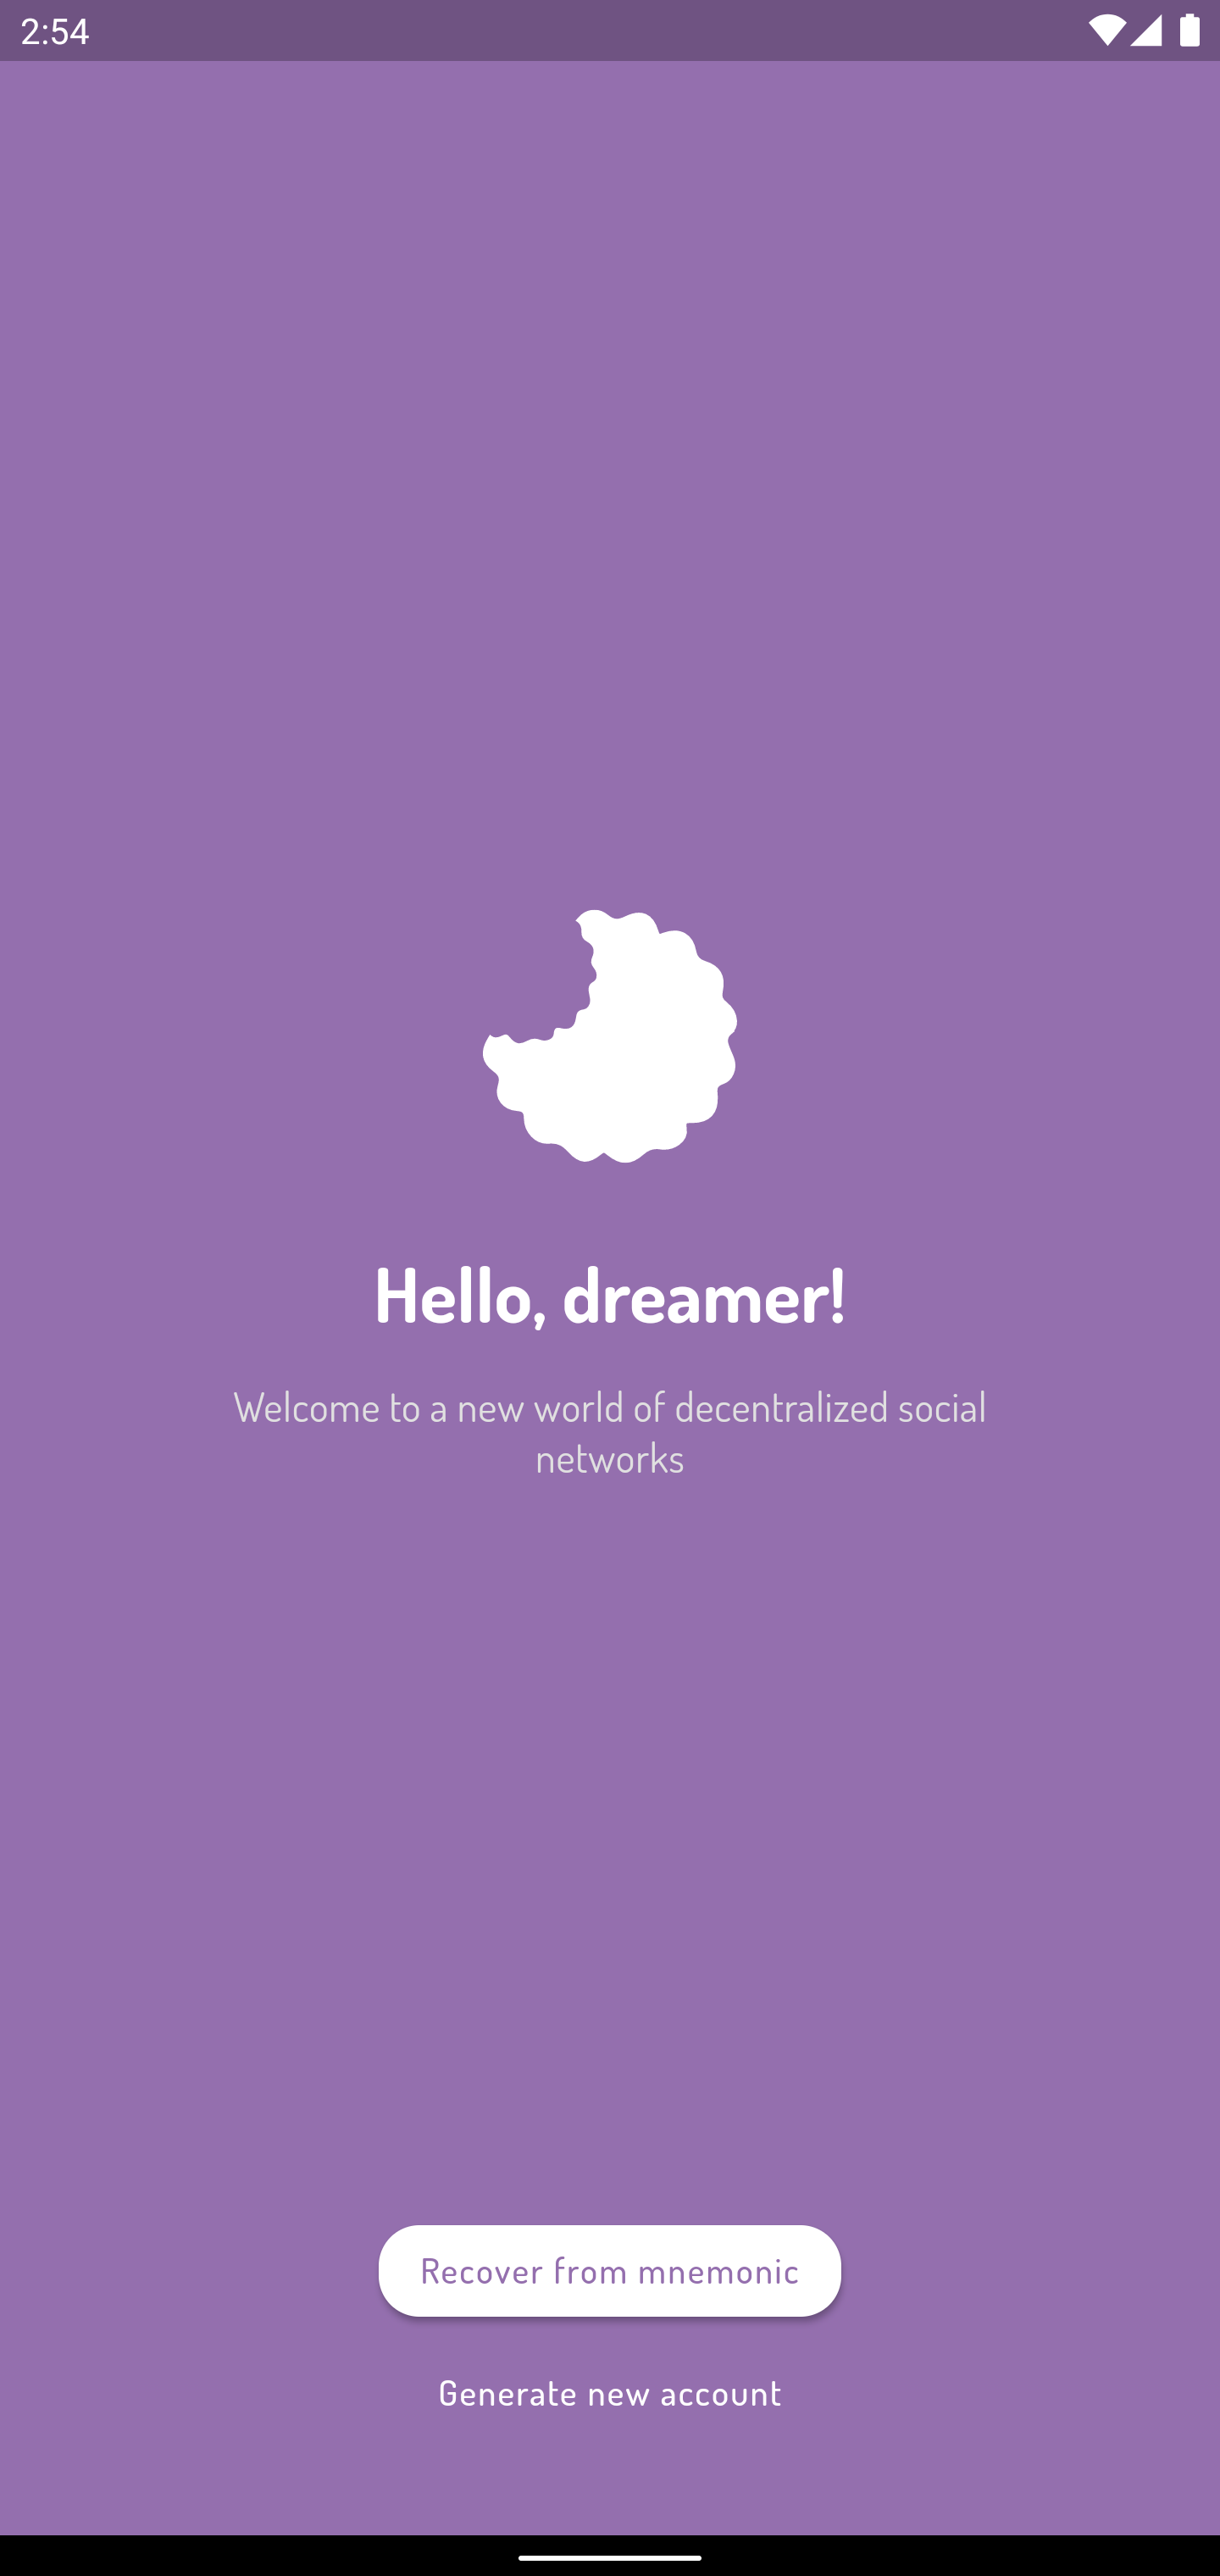 2:54
Hello, dreamer!
Welcome to a new world of decentralized social
networks
Recover from mnemonic
Generate new account